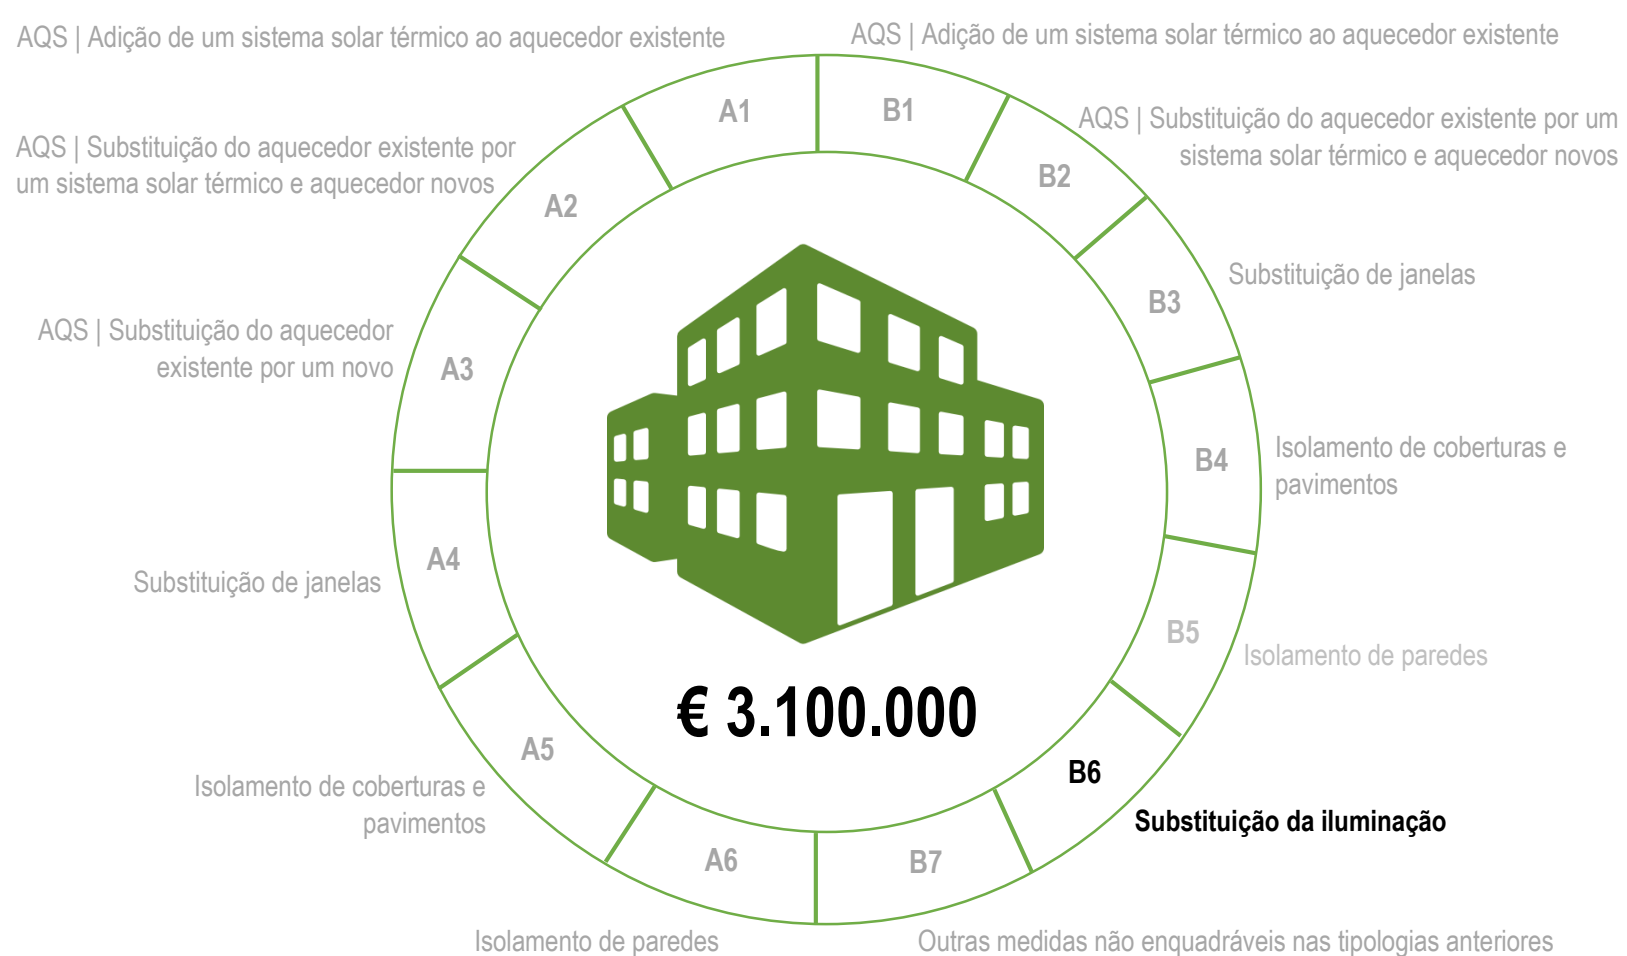 AQS | Adição de um sistema solar térmico ao aquecedor existente
AQS | Adição de um sistema solar térmico ao aquecedor existente
A1
B1
AQS | Substituição do aquecedor existente por
um sistema solar térmico e aquecedor novos
A2
B2
AQS | Substituição do aquecedor existente por um
sistema solar térmico e aquecedor novos
AQS | Substituição do aquecedor
existente por um novo
A3
B3
Substituição de janelas
B4
Isolamento de coberturas e
pavimentos
Substituição de janelas
A4
B5
Isolamento de paredes
€ 3.100.000
A5
Isolamento de coberturas e
pavimentos
B6
Substituição da iluminação
A6
B7
Isolamento de paredes
Outras medidas não enquadráveis nas tipologias anteriores